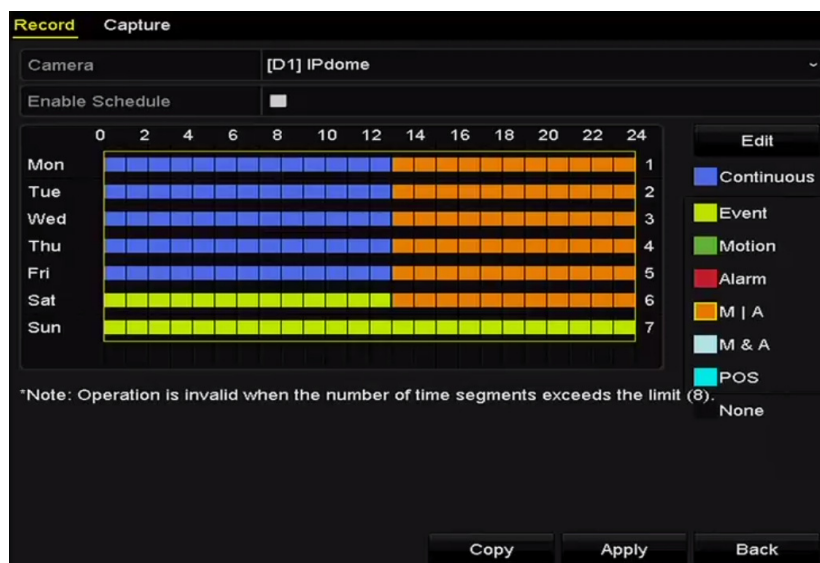 Record Capture
Camera [D1] IPdome
Enable Schedule
0 2 4 6 8 10 12 14 16 18 20 22 24
Edit
Mon 1
Continuous
Tue 2
Event
Wed 3
Thu 4
Motion
Fri 5
Alarm
Sat 6
M | A
Sun 7
M & A
POS
*Note: Operation is invalid when the number of time segments exceeds the limit (8).
None
Copy Apply Back